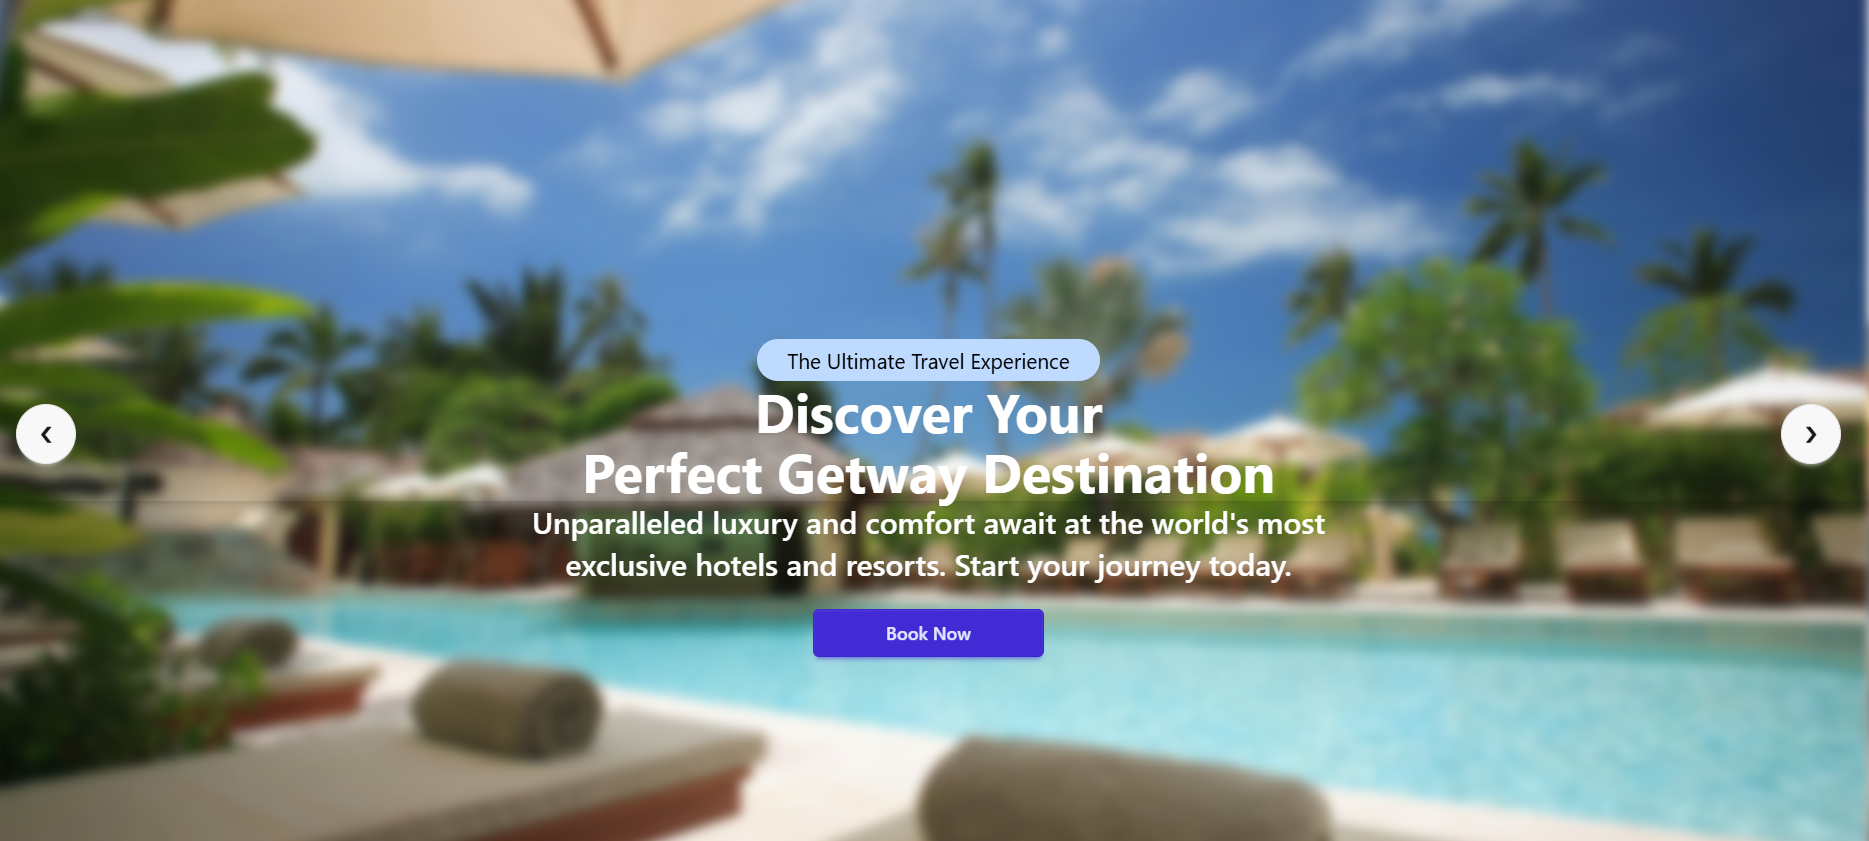 The Ultimate Travel Experience
Discover Your
Perfect Getway Destination
Unparalleled luxury and comfort await at the world's most
exclusive hotels and resorts. Start your journey today.
Book Now